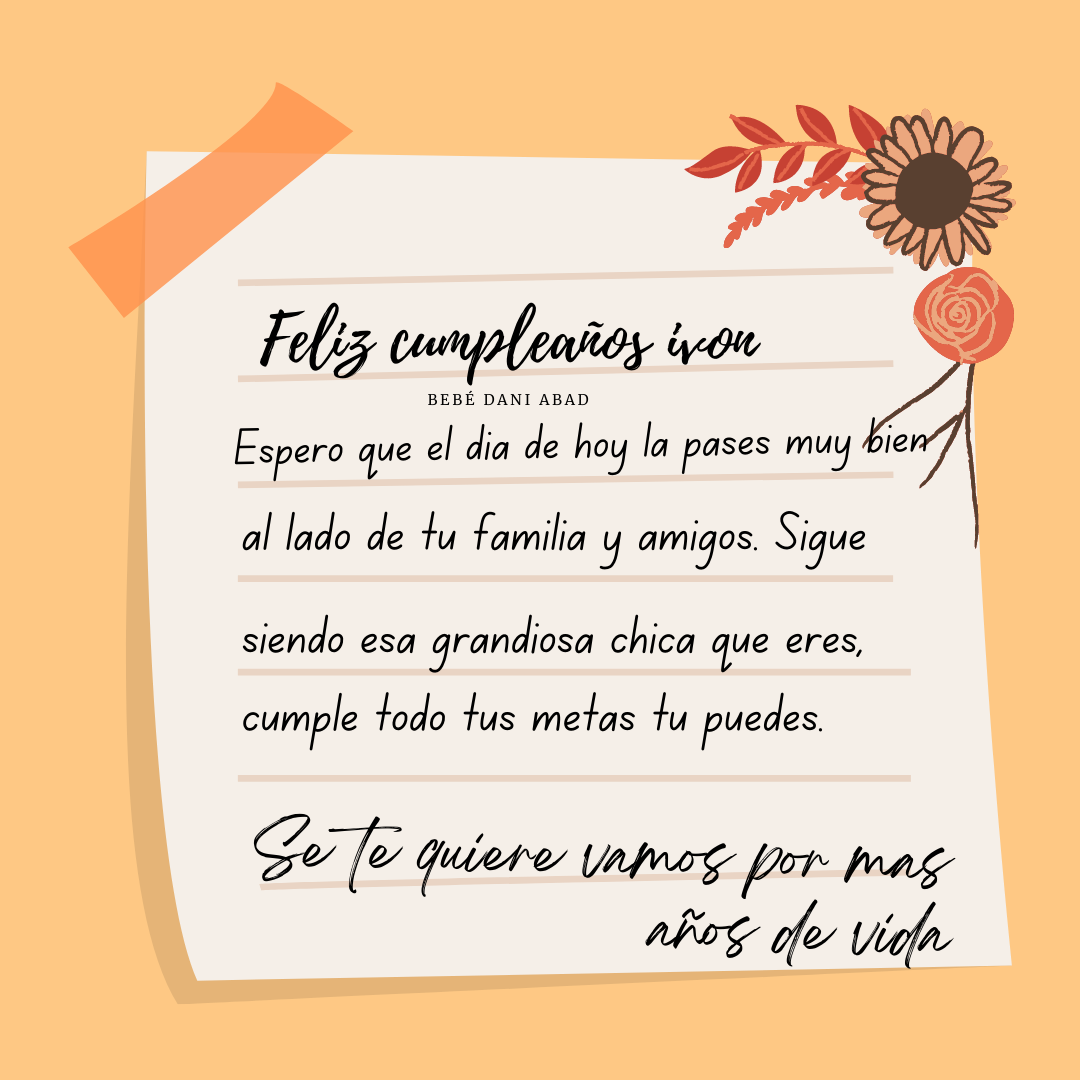 Feliz cumpleaños ivon
BEBÉ DANI ABAD
Espero que el dia de hoy la pases muy bien
al lado de tu familia y amigos. Sigue
siendo esa grandiosa chica que eres,
cumple todo tus metas tu puedes.
Se te quiere vamos por mas
años de vida